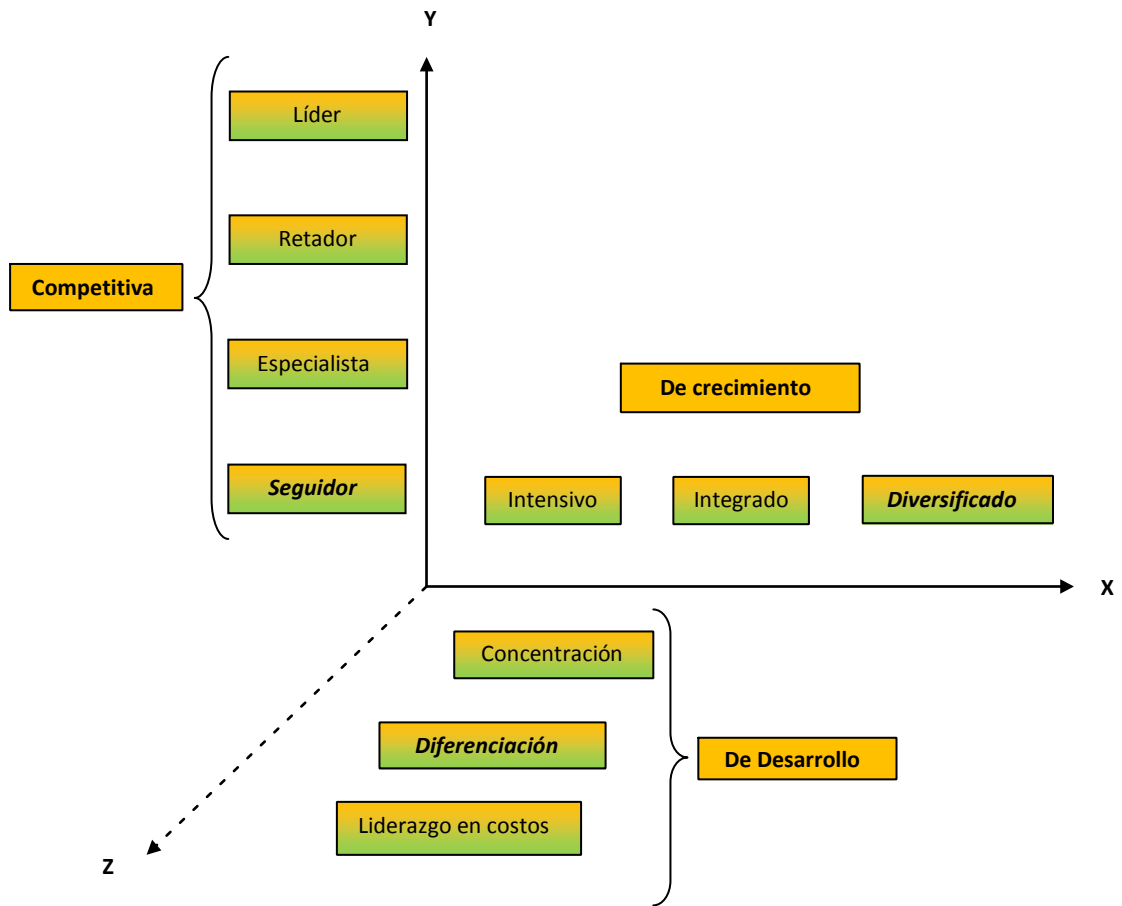 Y
Líder
Retador
Competitiva
Especialista
De crecimiento
Seguidor
Intensivo
Integrado
Diversificado
X
Concentración
Diferenciación
De Desarrollo
Liderazgo en costos
Z